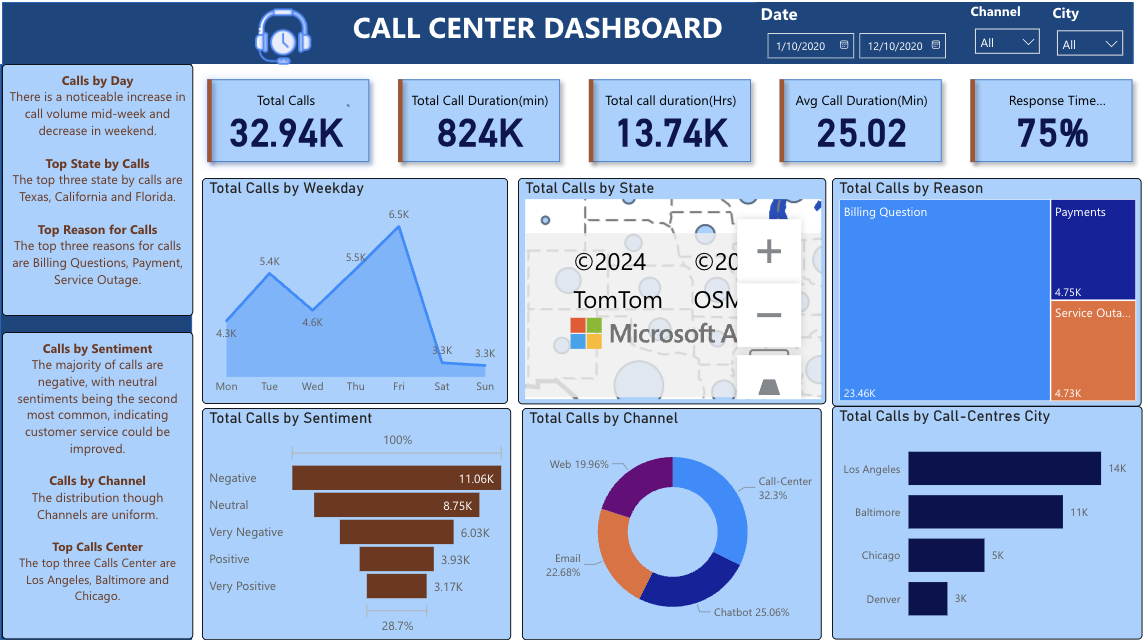 CALL CENTER DASHBOARD
Date
1/10/2020
12/10/2020
Channel
All
City
All
Calls by Day
There is a noticeable increase in
call volume mid-week and
decrease in weekend.
Top State by Calls
The top three state by calls are
Texas, California and Florida.
Top Reason for Calls
The top three reasons for calls
are Billing Questions, Payment,
Service Outage.
Calls by Sentiment
The majority of calls are
negative, with neutral
sentiments being the second
most common, indicating
customer service could be
improved.
Calls by Channel
The distribution though
Channels are uniform.
Top Calls Center
The top three Calls Center are
Los Angeles, Baltimore and
Chicago.
Total Calls
32.94K
Total Call Duration(min)
824K
Total call duration(Hrs)
13.74K
Avg Call Duration(Min)
25.02
Response Time...
75%
Total Calls by Weekday
4.3K
5.4K
4.6K
5.5K
6.5K
3.3K
3.3K
Mon
Tue
Wed
Thu
Fri
Sat
Sun
Total Calls by State
©2024 ©20
TomTom OSM
Microsoft A
Total Calls by Reason
Billing Question
23.46K
Payments
4.75K
Service Outa...
4.73K
Total Calls by Sentiment
100%
Negative 11.06K
Neutral 8.75K
Very Negative 6.03K
Positive 3.93K
Very Positive 3.17K
28.7%
Total Calls by Channel
Web 19.96%
Call-Center
32.3%
Email
22.68%
Chatbot 25.06%
Total Calls by Call-Centres City
Los Angeles 14K
Baltimore 11K
Chicago 5K
Denver 3K